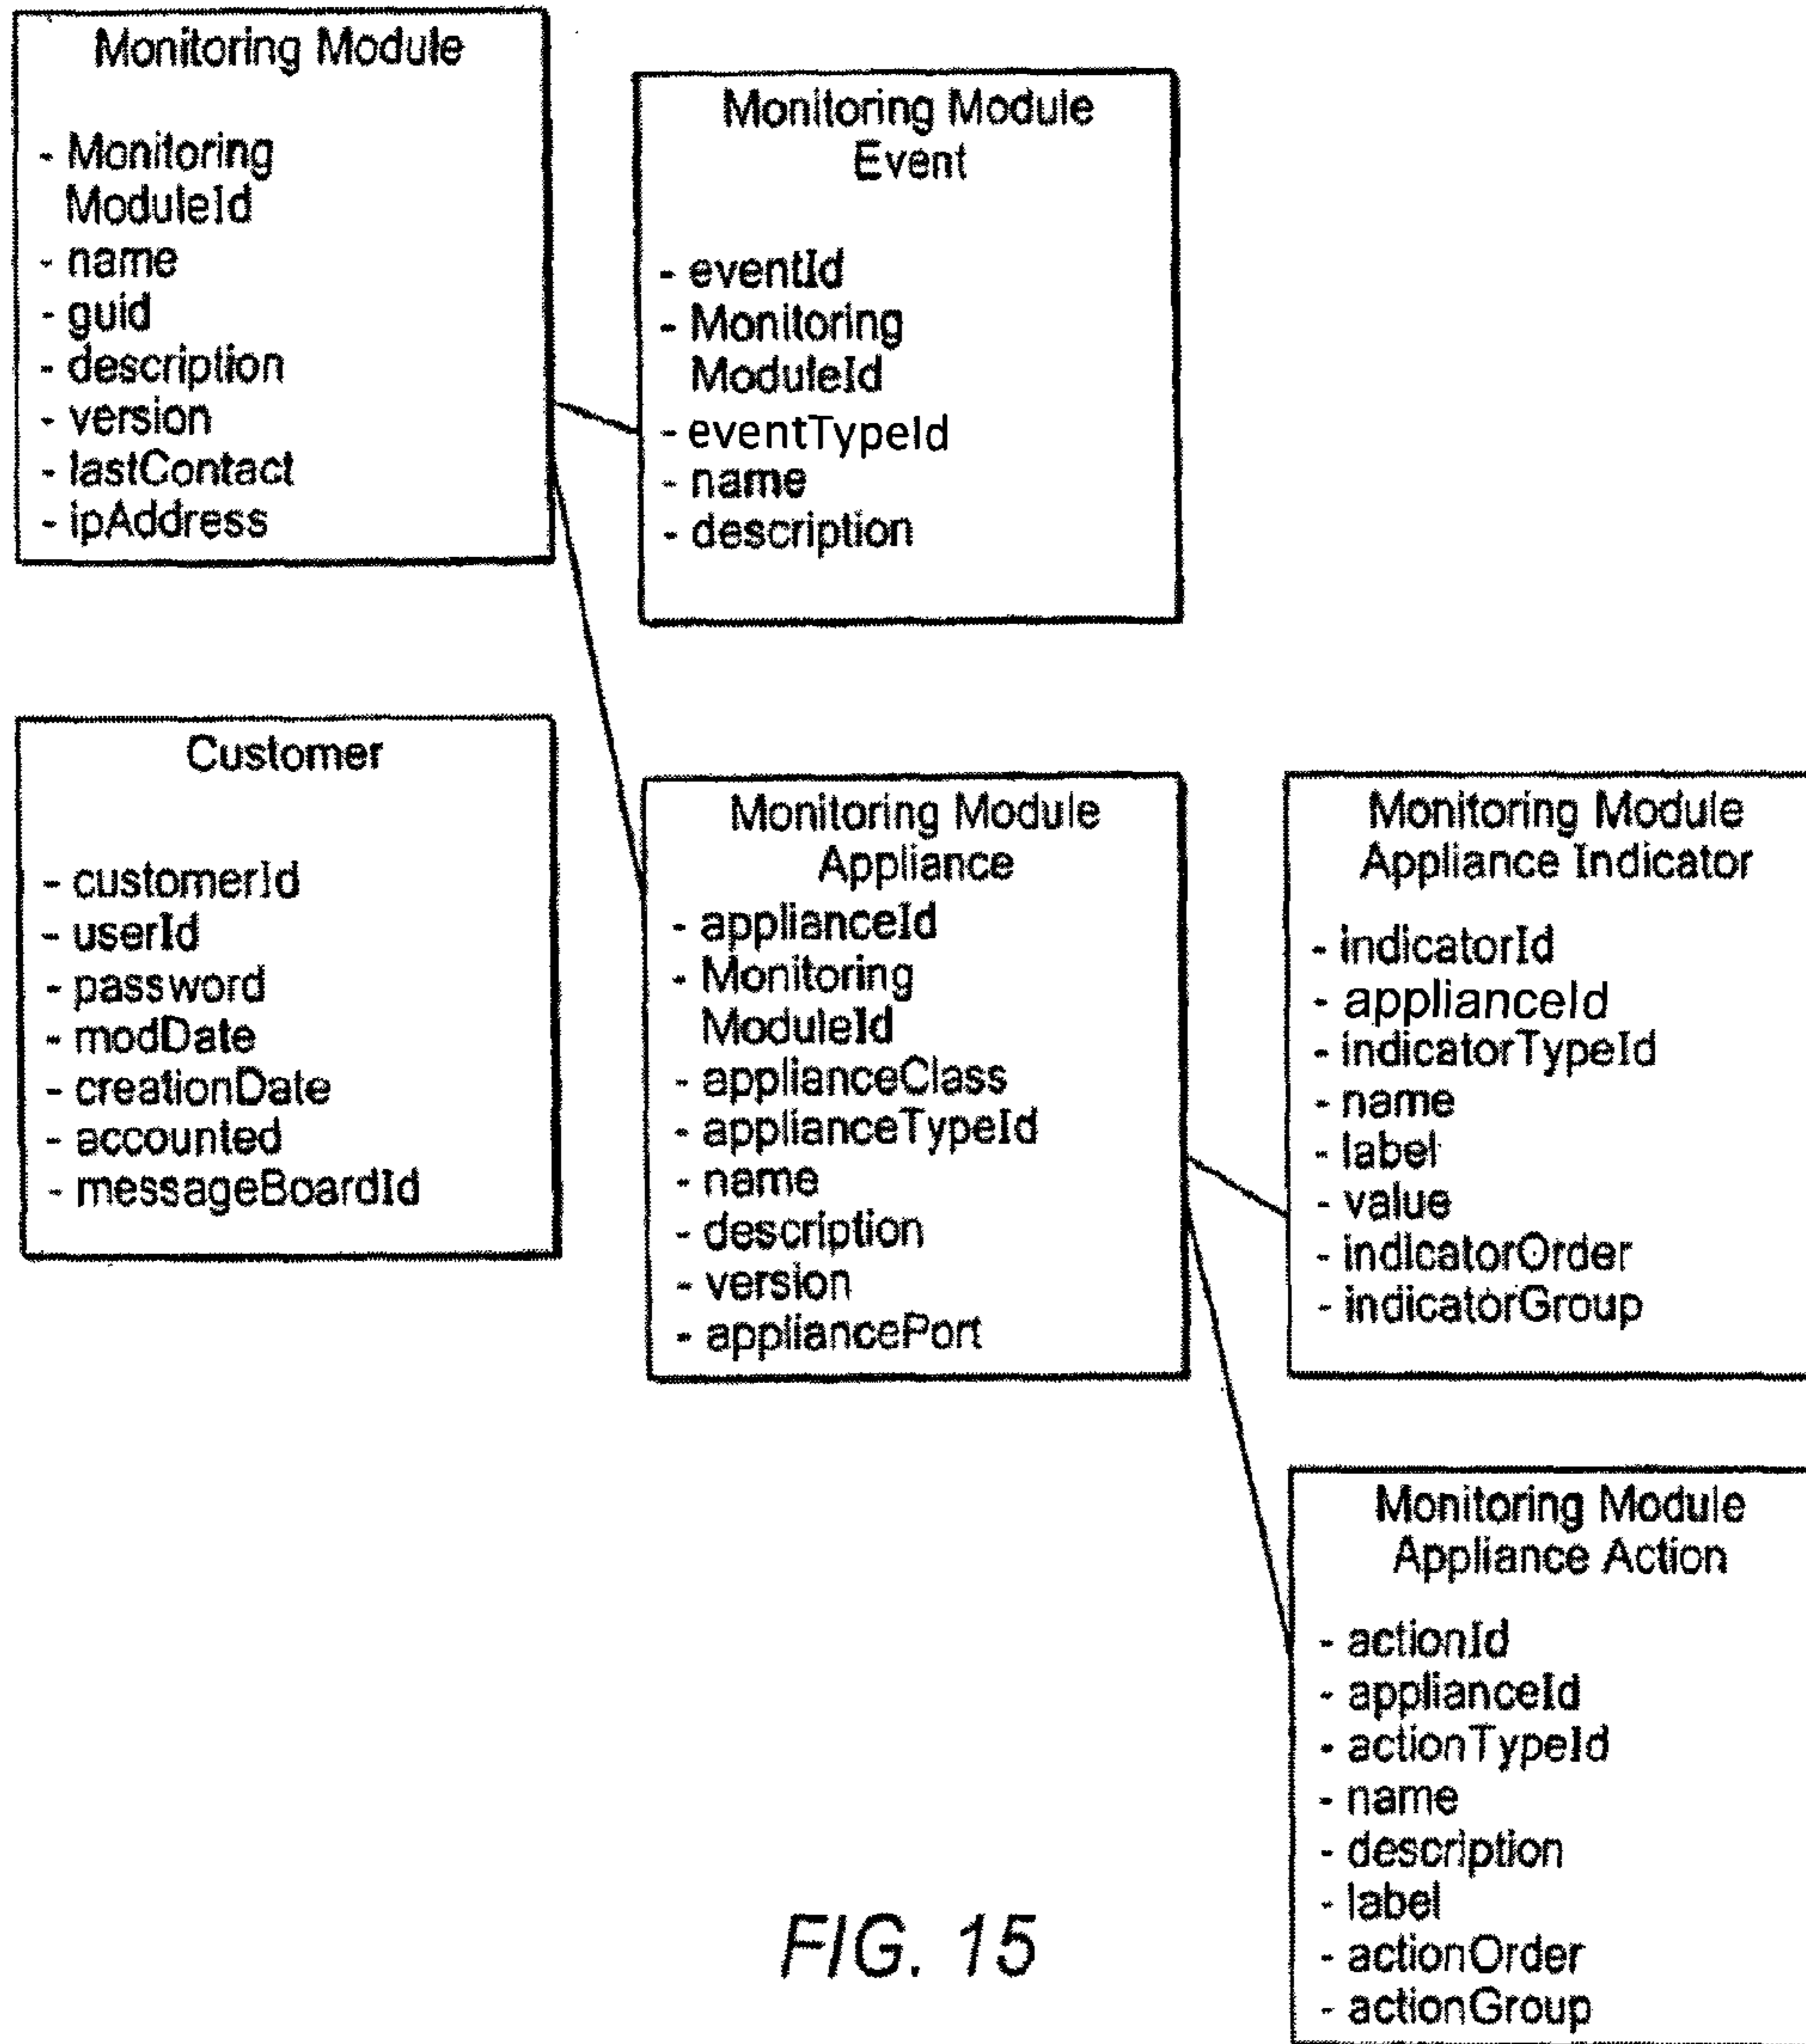 Monitoring Module
- Monitoring
ModuleId
- name
- guid
- description
- version
- lastContact
- ipAddress
Monitoring Module
Event
- eventId
- Monitoring
ModuleId
- eventTypeId
- name
- description
Customer
- customerId
- userId
- password
- modDate
- creationDate
- accounted
- messageBoardId
Monitoring Module
Appliance
- applianceId
- Monitoring
ModuleId
- applianceClass
- applianceTypeId
- name
- description
- version
- appliancePort
Monitoring Module
Appliance Indicator
- indicatorId
- applianceId
- indicatorTypeId
- name
- label
- value
- indicatorOrder
- indicatorGroup
Monitoring Module
Appliance Action
- actionId
- applianceId
- actionTypeId
- name
- description
- label
- actionOrder
- actionGroup
FIG. 15